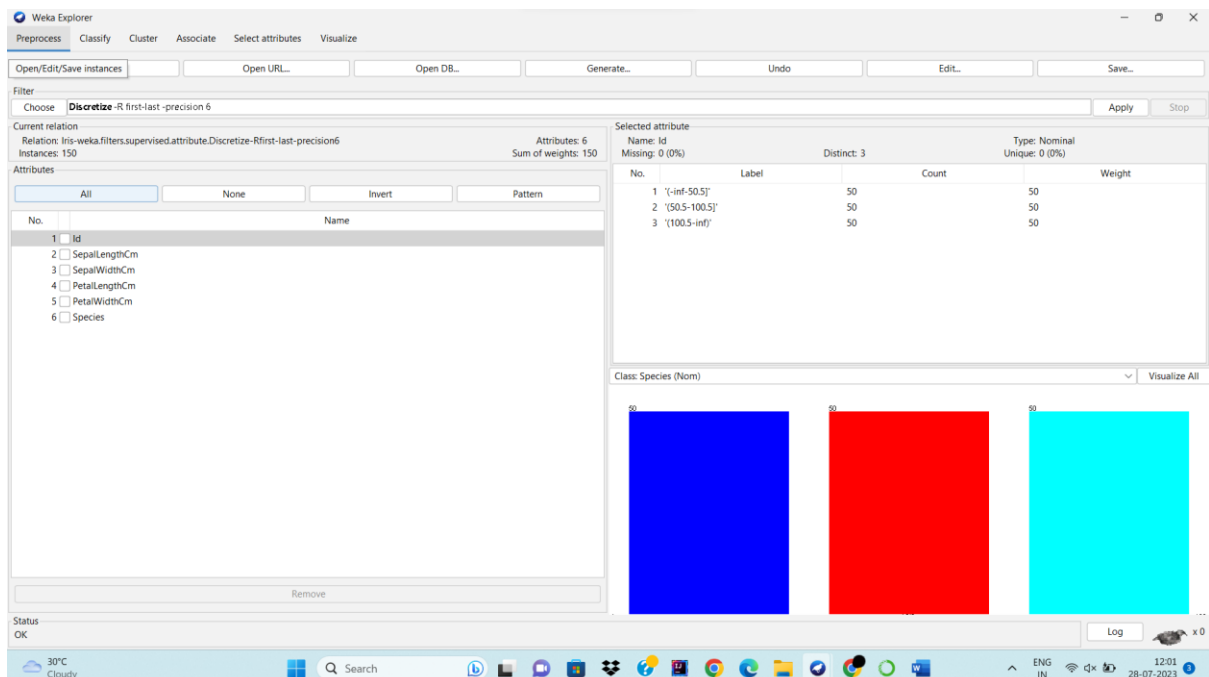 Weka Explorer
Preprocess Classify Cluster Associate Select attributes Visualize
Open/Edit/Save instances Open URL... Open DB... Generate... Undo Edit... Save...
Filter
Choose Discretize -R first-last -precision 6 Apply Stop
Current relation
Relation: Iris-weka.filters.supervised.attribute.Discretize-Rfirst-last-precision6 Attributes: 6
Instances: 150 Sum of weights: 150
Attributes
All None Invert Pattern
No. Name
1 Id
2 SepalLengthCm
3 SepalWidthCm
4 PetalLengthCm
5 PetalWidthCm
6 Species
Remove
Selected attribute
Name: Id Type: Nominal
Missing: 0 (0%) Distinct: 3 Unique: 0 (0%)
No. Label Count Weight
1 '(-inf-50.5]' 50 50
2 '(50.5-100.5]' 50 50
3 '(100.5-inf)' 50 50
Class: Species (Nom) Visualize All
50 50 50
Status
OK
Log x 0
30°C
Cloudy
Search
ENG
IN
12:01
28-07-2023
3